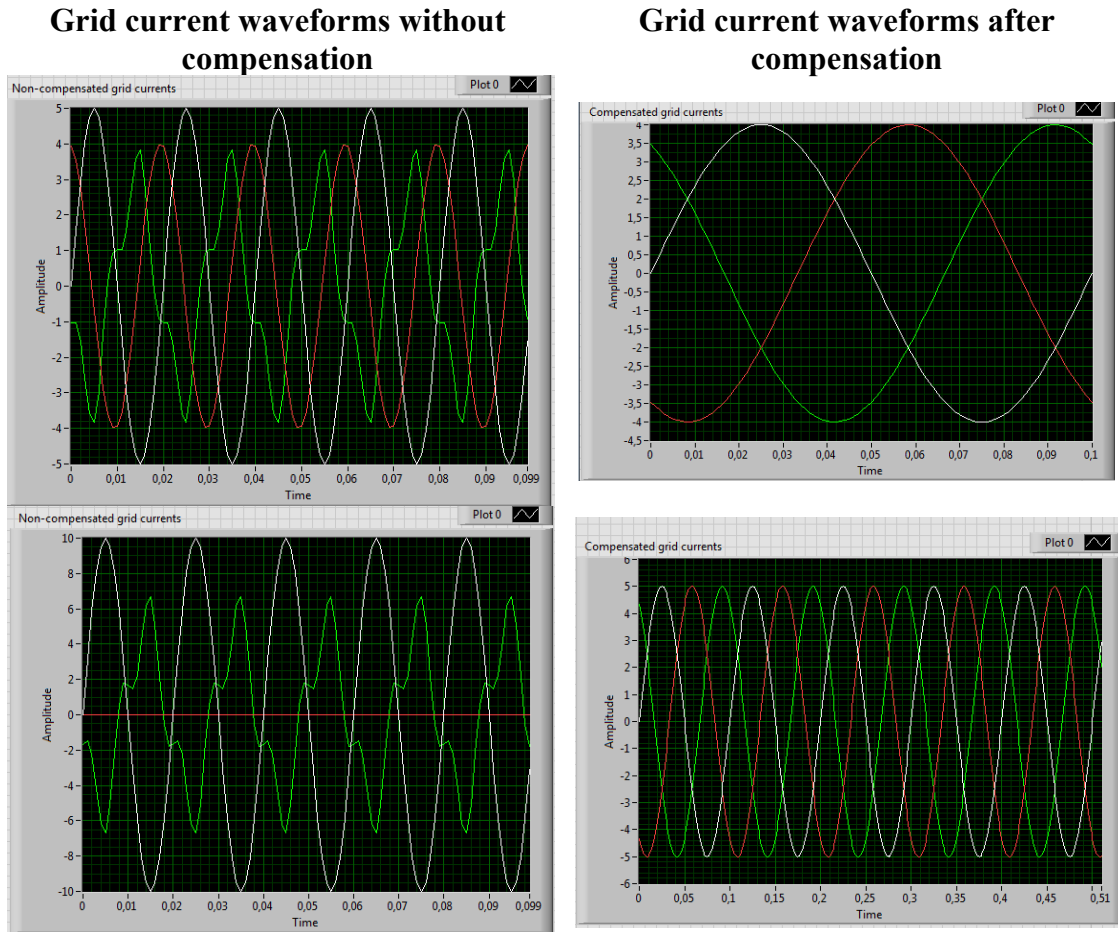 Grid current waveforms without
compensation
Grid current waveforms after
compensation
Non-compensated grid currents
Plot 0
Amplitude
5
4
3
2
1
0
-1
-2
-3
-4
-5
0 0,01 0,02 0,03 0,04 0,05 0,06 0,07 0,08 0,09 0,099
Time
Compensated grid currents
Plot 0
Amplitude
4
3,5
3
2,5
2
1,5
1
0,5
0
-0,5
-1
-1,5
-2
-2,5
-3
-3,5
-4
-4,5
0 0,01 0,02 0,03 0,04 0,05 0,06 0,07 0,08 0,09 0,1
Time
Non-compensated grid currents
Plot 0
Amplitude
10
8
6
4
2
0
-2
-4
-6
-8
-10
0 0,01 0,02 0,03 0,04 0,05 0,06 0,07 0,08 0,09 0,099
Time
Compensated grid currents
Plot 0
Amplitude
6
5
4
3
2
1
0
-1
-2
-3
-4
-5
-6
0 0,05 0,1 0,15 0,2 0,25 0,3 0,35 0,4 0,45 0,51
Time